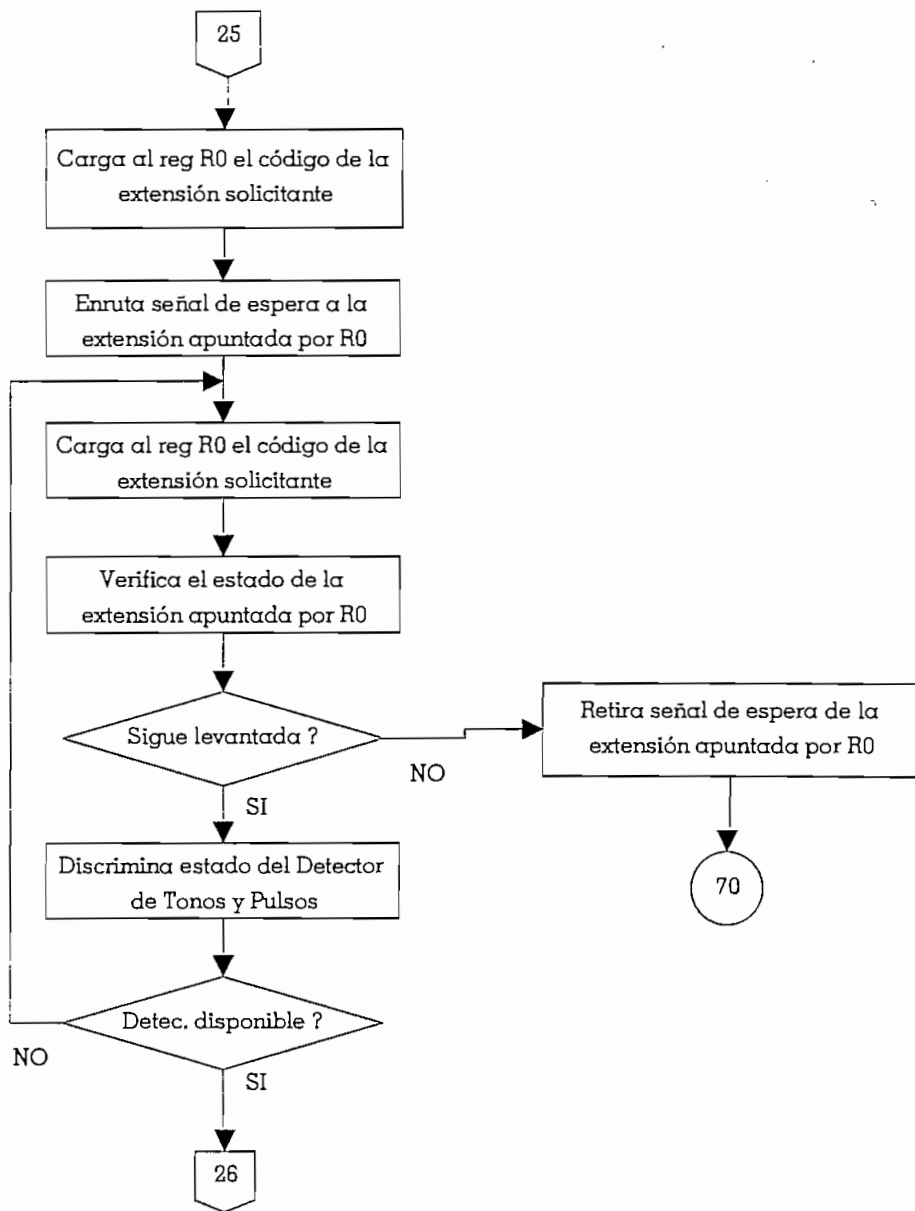 25
Carga al reg R0 el código de la
extensión solicitante
Enruta señal de espera a la
extensión apuntada por R0
Carga al reg R0 el código de la
extensión solicitante
Verifica el estado de la
extensión apuntada por R0
Sigue levantada ?
NO
Retira señal de espera de la
extensión apuntada por R0
70
SI
Discrimina estado del Detector
de Tonos y Pulsos
Detec. disponible ?
NO
SI
26